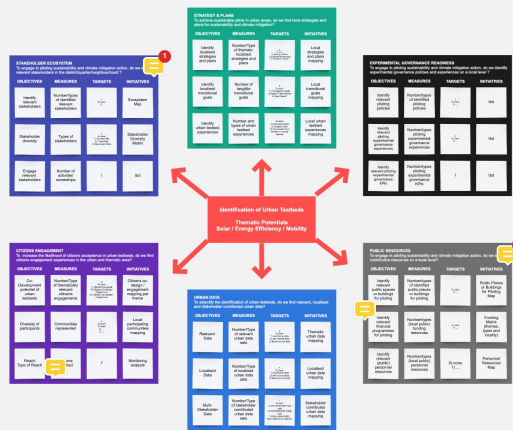 STRATEGY & PLANS
To achieve sustainable pilots in urban areas, do we find local strategies and
plans for sustainability and climate mitigation?
OBJECTIVES MEASURES TARGETS INITIATIVES
Identify
localised
strategies
and plans
Number/Type
of thematic
localised
strategies
and plans
Local
strategies
and plans
mapping
Identify
localised
transitional
goals
Number of
tangible
transitional
goals
Local
transitional
goals
mapping
Identify
urban testbed
experiences
Number and
types of urban
testbed
experiences
Local urban
testbed
experiences
mapping
STAKEHOLDER ECOSYSTEM
To engage in piloting sustainability and climate mitigation action, do we
relevant stakeholders in the district/quarter/neighbourhood?
1
OBJECTIVES MEASURES TARGETS INITIATIVES
Identify
relevant
stakeholders
Number/types
of identified
relevant
stakeholders
Ecosystem
Map
Stakeholder
diversity
Types of
stakeholders
Stakeholder
Diversity
Matrix
Engage
relevant
stakeholders
Number of
activities/
ownerships
tbd
EXPERIMENTAL GOVERNANCE READINESS
To engage in piloting sustainability and climate mitigation action, do we identify
experimental governance policies and experiences on a local level ?
OBJECTIVES MEASURES TARGETS INITIATIVES
Identify
relevant
piloting
policies
Number/types
of identified
piloting
policies
tbd
Identify
relevant
piloting
experimental
governance
experiences
Number/types
piloting
experimental
governance
experiences
tbd
Identify
relevant piloting
experimental
governance
KPIs
Number/types
piloting
experimental
governance
KPIs
tbd
Identification of Urban Testbeds
Thematic Potentials
Solar / Energy Efficiency / Mobility
CITIZENS ENGAGEMENT
To increase the likelihood of citizens acceptance in urban testbeds, do we find
citizens engagement experiences in the urban and thematic area?
OBJECTIVES MEASURES TARGETS INITIATIVES
Co-
Development
potential of
urban
testbeds
Number/Type
of thematically
relevant
citizens
engagements
Citizens co-
design /
engagement
mapping per
theme
Diversity of
participants
Communities
represented
Local
participating
communities
mapping
Reach
Type of Reach
Monitoring
analysis
URBAN DATA
To objectify the identification of urban testbeds, do we find relevant, localised
and stakeholder contributed urban data?
OBJECTIVES MEASURES TARGETS INITIATIVES
Relevant
Data
Number/Type
of relevant
urban data
sets
Thematic
urban data
mapping
Localised
Data
Number/Type
of localised
urban data
sets
Localised
urban data
mapping
Multi-
Stakeholder
Data
Number/Type
of stakeholder
contributed
urban data
sets
Stakeholder
contributed
urban data
mapping
PUBLIC RESOURCES
To engage in piloting sustainability and climate mitigation action, do we find
contributive resources on a local level?
OBJECTIVES MEASURES TARGETS INITIATIVES
Identify
relevant
public spaces
or buildings
for piloting
Number/types
of identified
public places
or buildings
for piloting
Public Places
or Buildings
for Piloting
Map
Identify
relevant
financial
programmes
for piloting
Number/types
(local public)
funding
resources
Funding
Matrix
(themes,
types and
locality)
Identify
relevant
(public)
personnel
resources
Number/types
(local public)
personnel
resources
0) none
1) ...
Personnel
Resources
Map